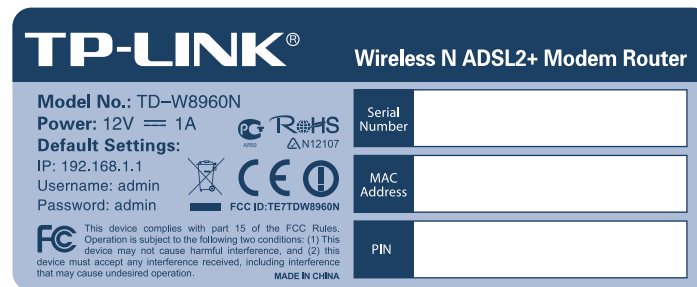 TP-LINK®
Wireless N ADSL2+ Modem Router
Model No.: TD-W8960N
Power: 12V ⎓ 1A
Default Settings:
IP: 192.168.1.1
Username: admin
Password: admin
PG
AR50
RoHS
N12107
CE
FCC ID:TE7TDW8960N
FC
This device complies with part 15 of the FCC Rules.
Operation is subject to the following two conditions: (1) This
device may not cause harmful interference, and (2) this
device must accept any interference received, including interference
that may cause undesired operation.
MADE IN CHINA
Serial
Number
MAC
Address
PIN